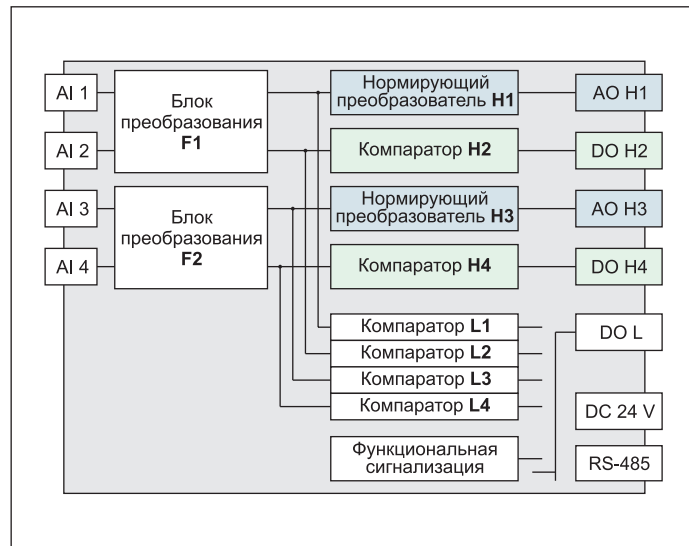 AI 1
AI 2
AI 3
AI 4
Блок
преобразования
F1
Блок
преобразования
F2
Нормирующий
преобразователь H1
Компаратор H2
Нормирующий
преобразователь H3
Компаратор H4
Компаратор L1
Компаратор L2
Компаратор L3
Компаратор L4
Функциональная
сигнализация
AO H1
DO H2
AO H3
DO H4
DO L
DC 24 V
RS-485